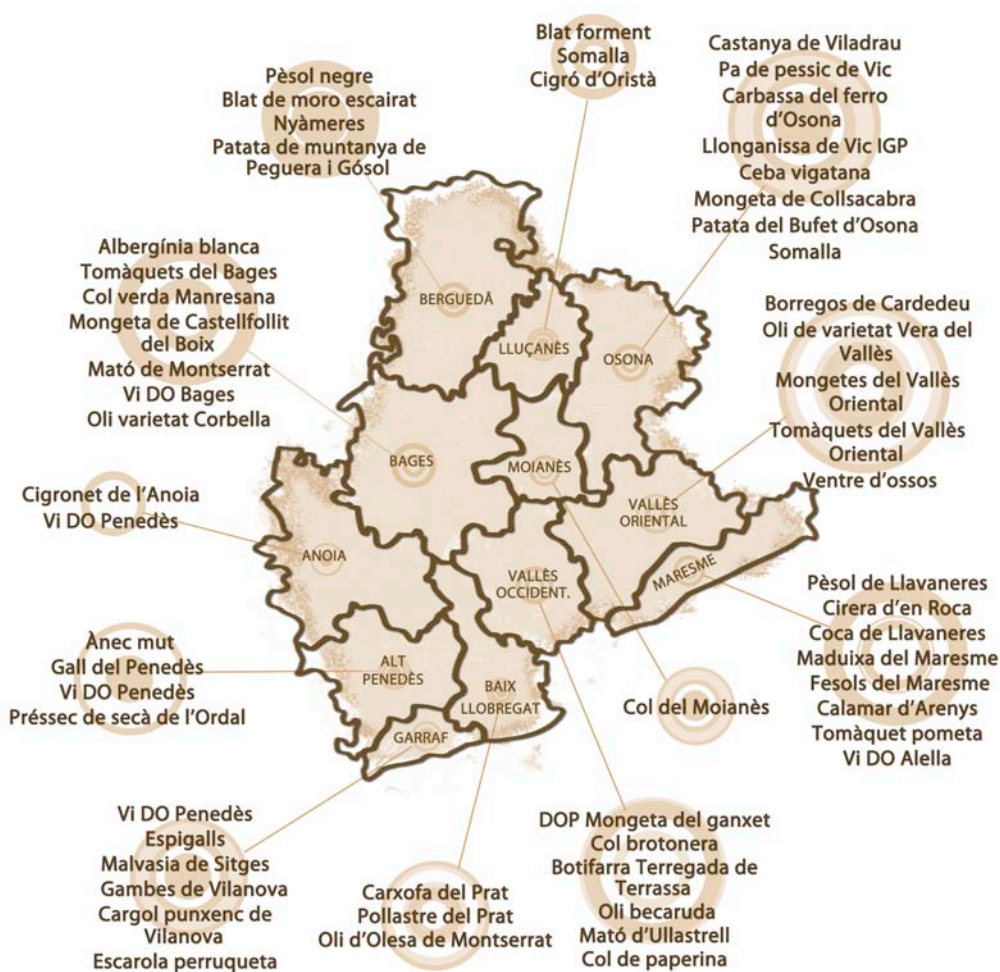 Blat forment
Somalla
Cigró d'Oristà
Castanya de Viladrau
Pa de pessic de Vic
Carbassa del ferro
d'Osona
Llonganissa de Vic IGP
Ceba vigatana
Mongeta de Collsacabra
Patata del Bufet d'Osona
Somalla
Pèsol negre
Blat de moro escairat
Nyàmeres
Patata de muntanya de
Peguera i Gósol
Albergínia blanca
Tomàquets del Bages
Col verda Manresana
Mongeta de Castellfollit
del Boix
Mató de Montserrat
Vi DO Bages
Oli varietat Corbella
BERGUEDÀ
LLUÇANÈS
OSONA
Borregos de Cardedeu
Oli de varietat Vera del
Vallès
Mongetes del Vallès
Oriental
Tomàquets del Vallès
Oriental
Ventre d'ossos
BAGES
MOIANÈS
Cigronet de l'Anoia
Vi DO Penedès
VALLÈS
ORIENTAL
ANOIA
VALLÈS
OCCIDENT.
MARESME
Pèsol de Llavaneres
Cirera d'en Roca
Coca de Llavaneres
Maduixa del Maresme
Fesols del Maresme
Calamar d'Arenys
Tomàquet pometa
Vi DO Alella
Ànec mut
Gall del Penedès
Vi DO Penedès
Préssec de secà de l'Ordal
ALT
PENEDÈS
BAIX
LLOBREGAT
GARRAF
Col del Moianès
Vi DO Penedès
Espigalls
Malvasia de Sitges
Gambes de Vilanova
Cargol punxenc de
Vilanova
Escarola perruqueta
Carxofa del Prat
Pollastre del Prat
Oli d'Olesa de Montserrat
DOP Mongeta del ganxet
Col brotonera
Botifarra Terregada de
Terrassa
Oli becaruda
Mató d'Ullastrell
Col de paperina